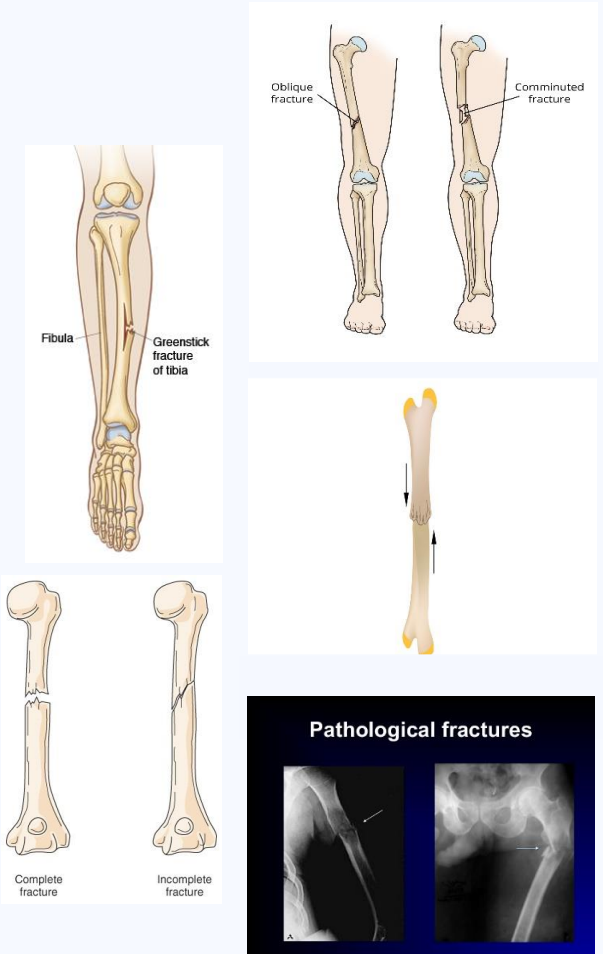 Oblique
fracture
Comminuted
fracture
Fibula
Greenstick
fracture
of tibia
Complete
fracture
Incomplete
fracture
Pathological fractures
A